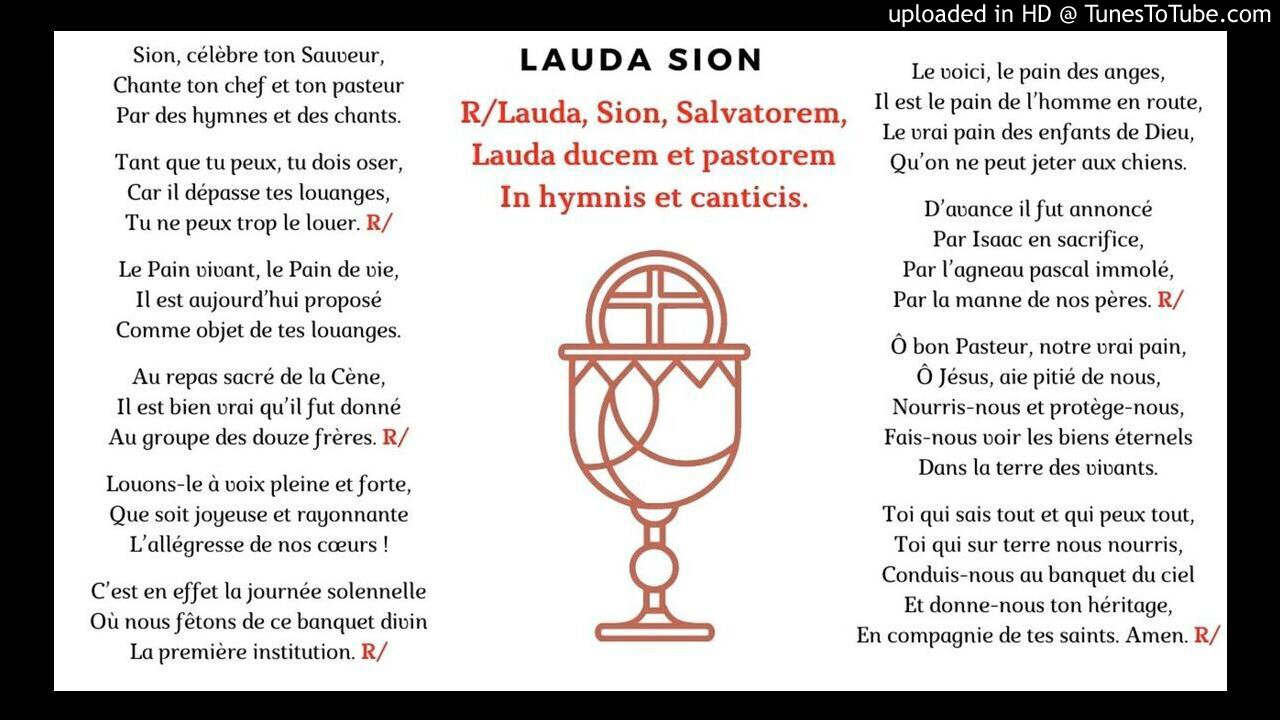 uploaded in HD @ TunesToTube.com
Sion, célèbre ton Sauveur,
Chante ton chef et ton pasteur
Par des hymnes et des chants.
Tant que tu peux, tu dois oser,
Car il dépasse tes louanges,
Tu ne peux trop le louer. R/
Le Pain vivant, le Pain de vie,
Il est aujourd’hui proposé
Comme objet de tes louanges.
Au repas sacré de la Cène,
Il est bien vrai qu’il fut donné
Au groupe des douze frères. R/
Louons-le à voix pleine et forte,
Que soit joyeuse et rayonnante
L’allégresse de nos cœurs !
C’est en effet la journée solennelle
Où nous fêtons de ce banquet divin
La première institution. R/
LAUDA SION
R/Lauda, Sion, Salvatorem,
Lauda ducem et pastorem
In hymnis et canticis.
Le voici, le pain des anges,
Il est le pain de l’homme en route,
Le vrai pain des enfants de Dieu,
Qu’on ne peut jeter aux chiens.
D’avance il fut annoncé
Par Isaac en sacrifice,
Par l’agneau pascal immolé,
Par la manne de nos pères. R/
Ô bon Pasteur, notre vrai pain,
Ô Jésus, aie pitié de nous,
Nourris-nous et protège-nous,
Fais-nous voir les biens éternels
Dans la terre des vivants.
Toi qui sais tout et qui peux tout,
Toi qui sur terre nous nourris,
Conduis-nous au banquet du ciel
Et donne-nous ton héritage,
En compagnie de tes saints. Amen. R/